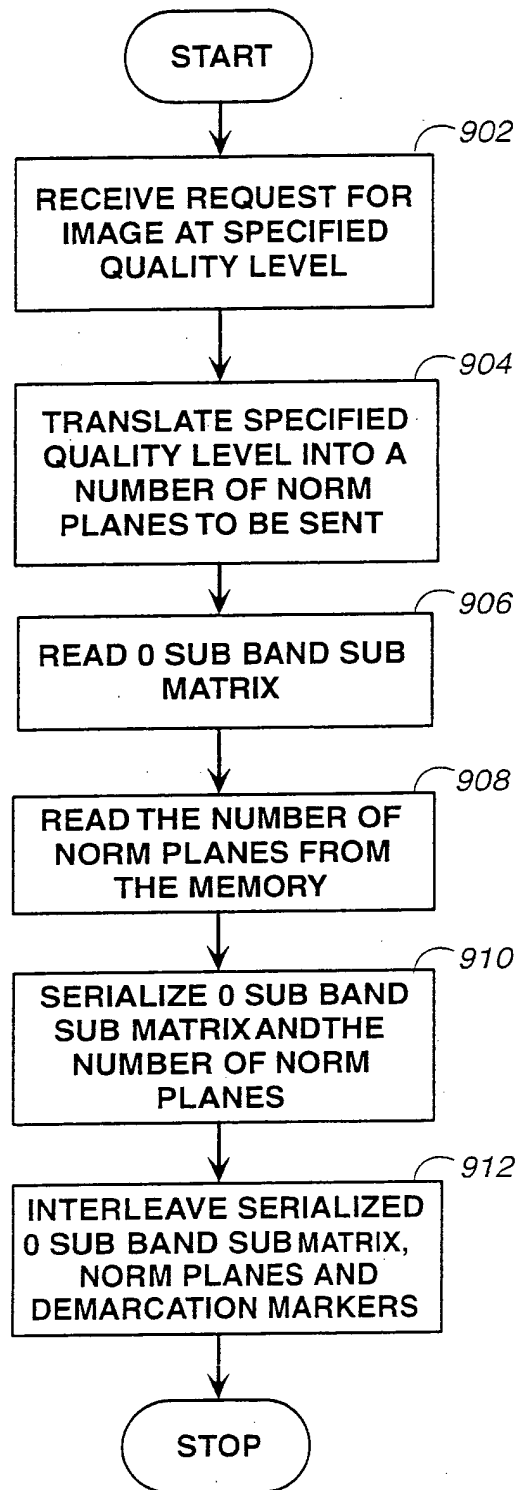 START
902
RECEIVE REQUEST FOR
IMAGE AT SPECIFIED
QUALITY LEVEL
904
TRANSLATE SPECIFIED
QUALITY LEVEL INTO A
NUMBER OF NORM
PLANES TO BE SENT
906
READ 0 SUB BAND SUB
MATRIX
908
READ THE NUMBER OF
NORM PLANES FROM
THE MEMORY
910
SERIALIZE 0 SUB BAND
SUB MATRIX AND THE
NUMBER OF NORM
PLANES
912
INTERLEAVE SERIALIZED
0 SUB BAND SUB MATRIX,
NORM PLANES AND
DEMARCATION MARKERS
STOP